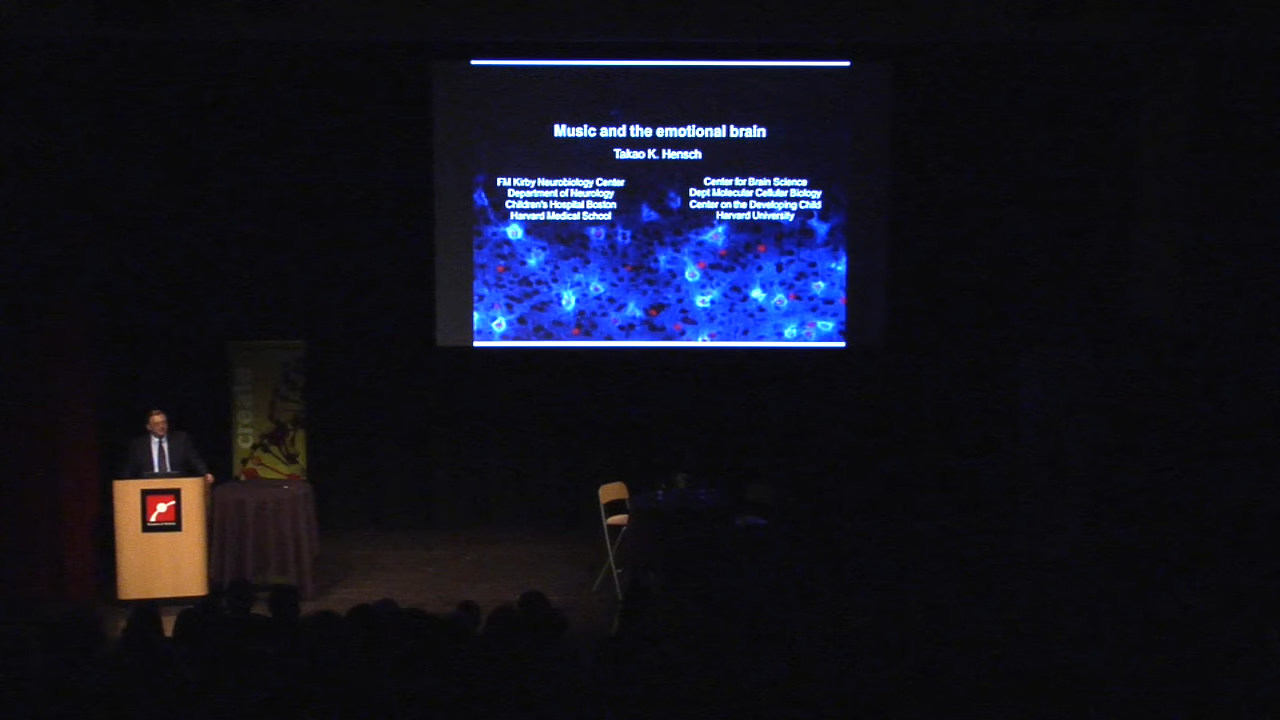 Music and the emotional brain
Takao K. Hensch
FM Kirby Neurobiology Center
Department of Neurology
Children's Hospital Boston
Harvard Medical School
Center for Brain Science
Dept Molecular Cellular Biology
Center on the Developing Child
Harvard University
create